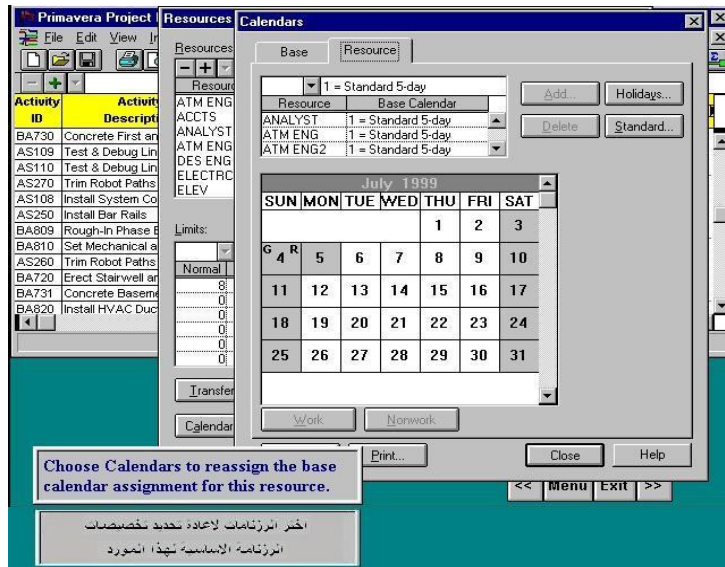 Primavera Project
Resources
Calendars
File Edit View
Resources
Base
Resource
1 = Standard 5-day
Add...
Holidays...
Delete
Standard...
Resource Base Calendar
ANALYST 1 = Standard 5-day
ATM ENG 1 = Standard 5-day
ATM ENG2 1 = Standard 5-day
Activity ID
BA730 Concrete First an
AS109 Test & Debug Lin
AS110 Test & Debug Lin
AS270 Trim Robot Paths
AS108 Install System Co
AS250 Install Bar Rails
BA809 Rough-In Phase
BA810 Set Mechanical a
AS260 Trim Robot Paths
BA720 Erect Stairwell an
BA731 Concrete Baseme
BA820 Install HVAC Duc
ATM ENG
ACCTS
ANALYST
ATM ENG
DES ENG
ELECTRC
ELEV
Limits:
Normal
8
0
0
0
0
0
Transfer
Calendar
July 1999
SUN MON TUE WED THU FRI SAT
1 2 3
G 4 R 5 6 7 8 9 10
11 12 13 14 15 16 17
18 19 20 21 22 23 24
25 26 27 28 29 30 31
Work
Nonwork
Print...
Close
Help
<< Menu Exit >>
Choose Calendars to reassign the base
calendar assignment for this resource.
اختر الرزنامات لاعادة تحديد تخصيصات
الرزنامة الاساسية لهذا المورد